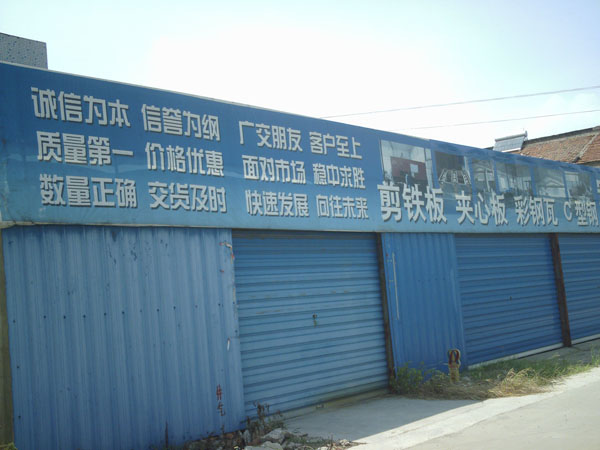 诚信为本 信誉为纲 广交朋友 客户至上
质量第一 价格优惠 面对市场 稳中求胜
数量正确 交货及时 快速发展 向往未来
剪铁板 夹心板 彩钢瓦 C型钢